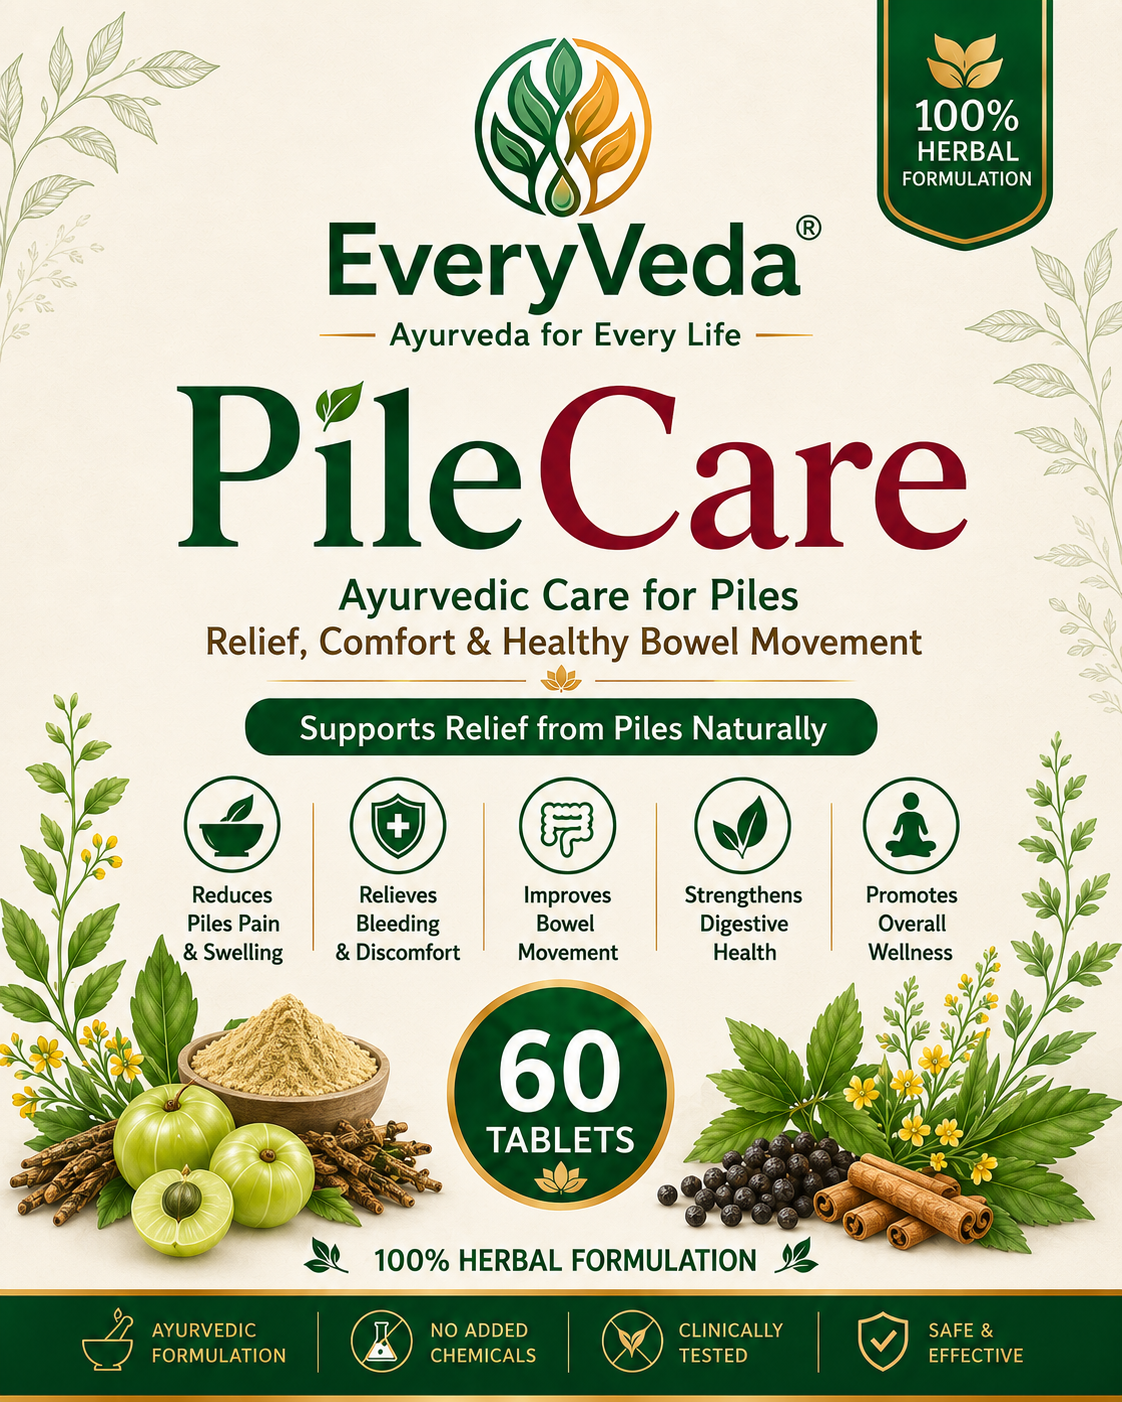 100%
HERBAL
FORMULATION
EveryVeda®
Ayurveda for Every Life
PileCare
Ayurvedic Care for Piles
Relief, Comfort & Healthy Bowel Movement
Supports Relief from Piles Naturally
Reduces
Piles Pain
& Swelling
Relieves
Bleeding
& Discomfort
Improves
Bowel
Movement
Strengthens
Digestive
Health
Promotes
Overall
Wellness
60
TABLETS
100% HERBAL FORMULATION
AYURVEDIC
FORMULATION
NO ADDED
CHEMICALS
CLINICALLY
TESTED
SAFE &
EFFECTIVE